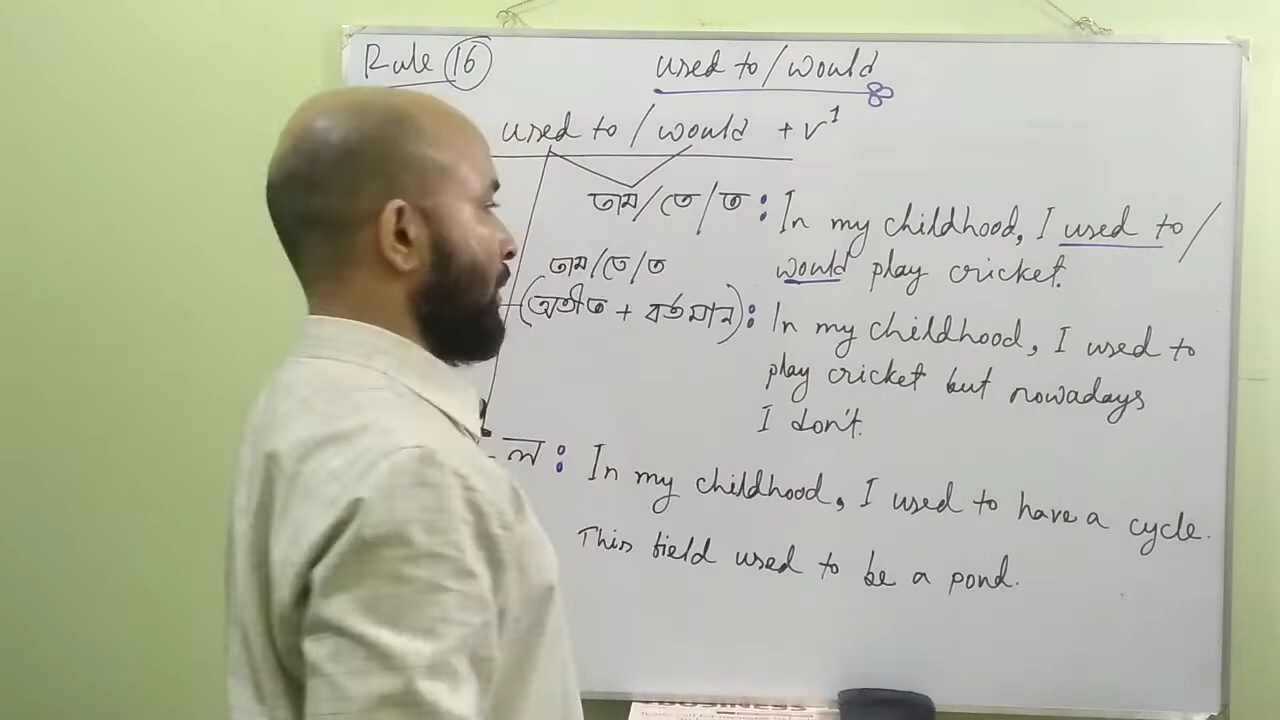 Rule 16
used to / would
used to / would + v¹
তাম/তে/ত : In my childhood, I used to /
would play cricket.
তাম/তে/ত
(অতীত + বর্তমান) : In my childhood, I used to
play cricket but nowadays
I don't.
ল : In my childhood, I used to have a cycle.
This field used to be a pond.
BUSINESS